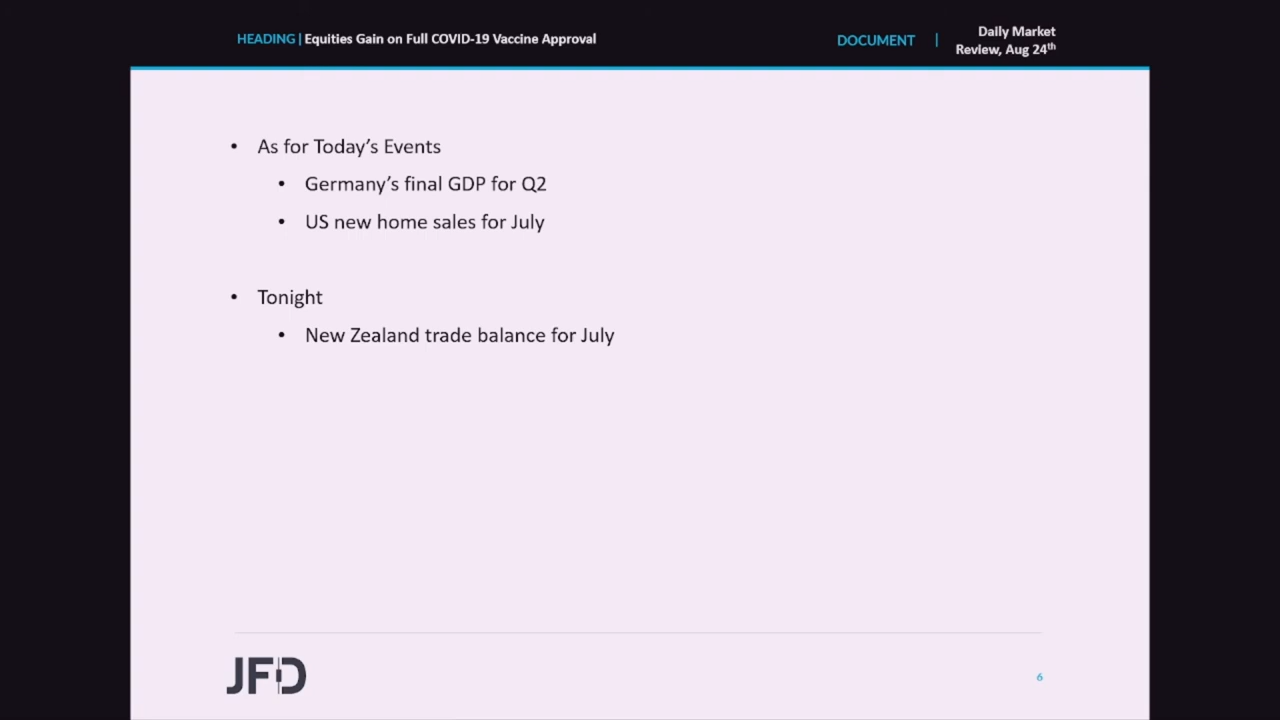 HEADING | Equities Gain on Full COVID-19 Vaccine Approval
DOCUMENT |
Daily Market
Review, Aug 24th
• As for Today’s Events
• Germany’s final GDP for Q2
• US new home sales for July
• Tonight
• New Zealand trade balance for July
JFD
6